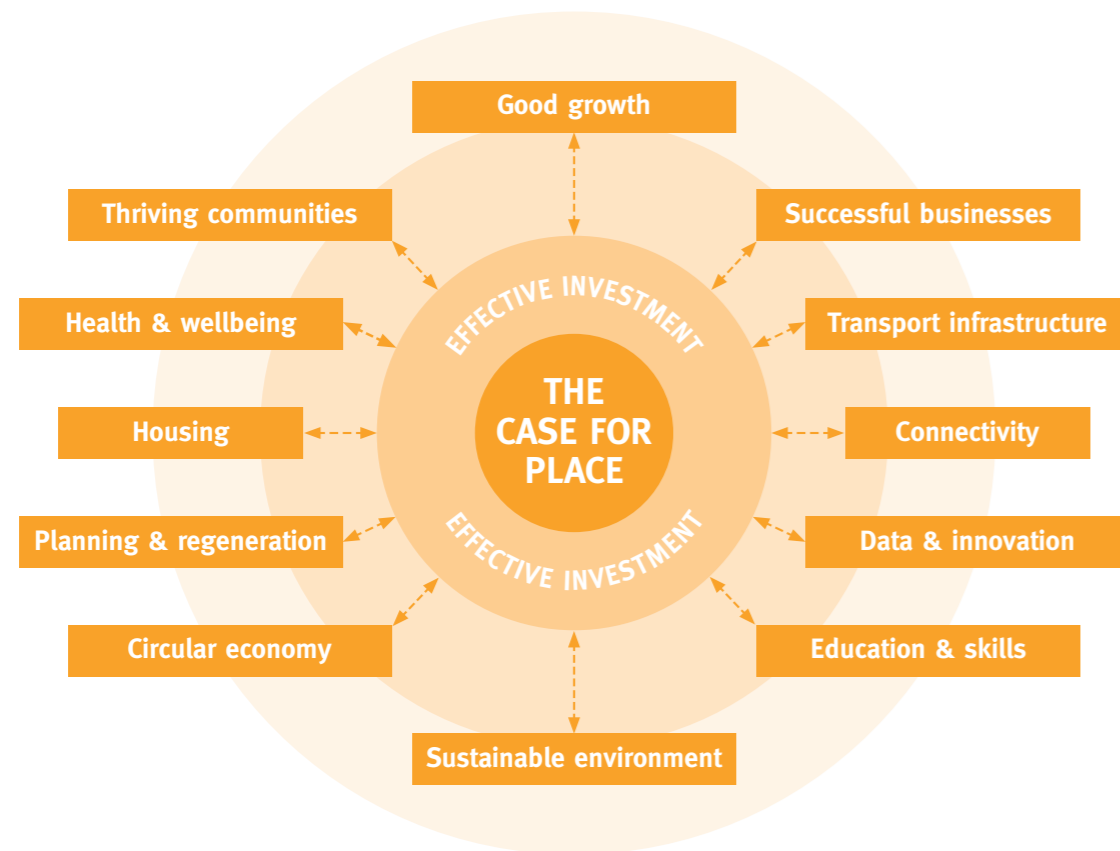 Good growth
Thriving communities
Successful businesses
Health & wellbeing
Transport infrastructure
EFFECTIVE INVESTMENT
THE
CASE FOR
PLACE
Housing
Connectivity
EFFECTIVE INVESTMENT
Planning & regeneration
Data & innovation
Circular economy
Education & skills
Sustainable environment